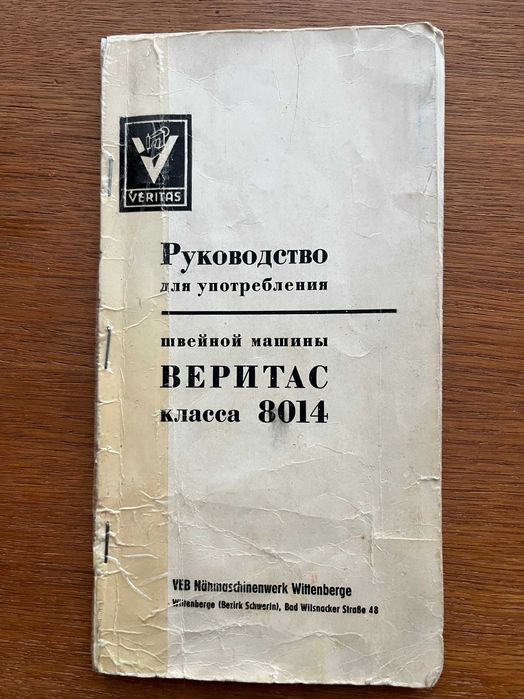 VERITAS
Руководство
для употребления
швейной машины
ВЕРИТАС
класса 8014
VEB Nähmaschinenwerk Wittenberge
Wittenberge (Bezirk Schwerin), Bad Wilsnacker Straße 48